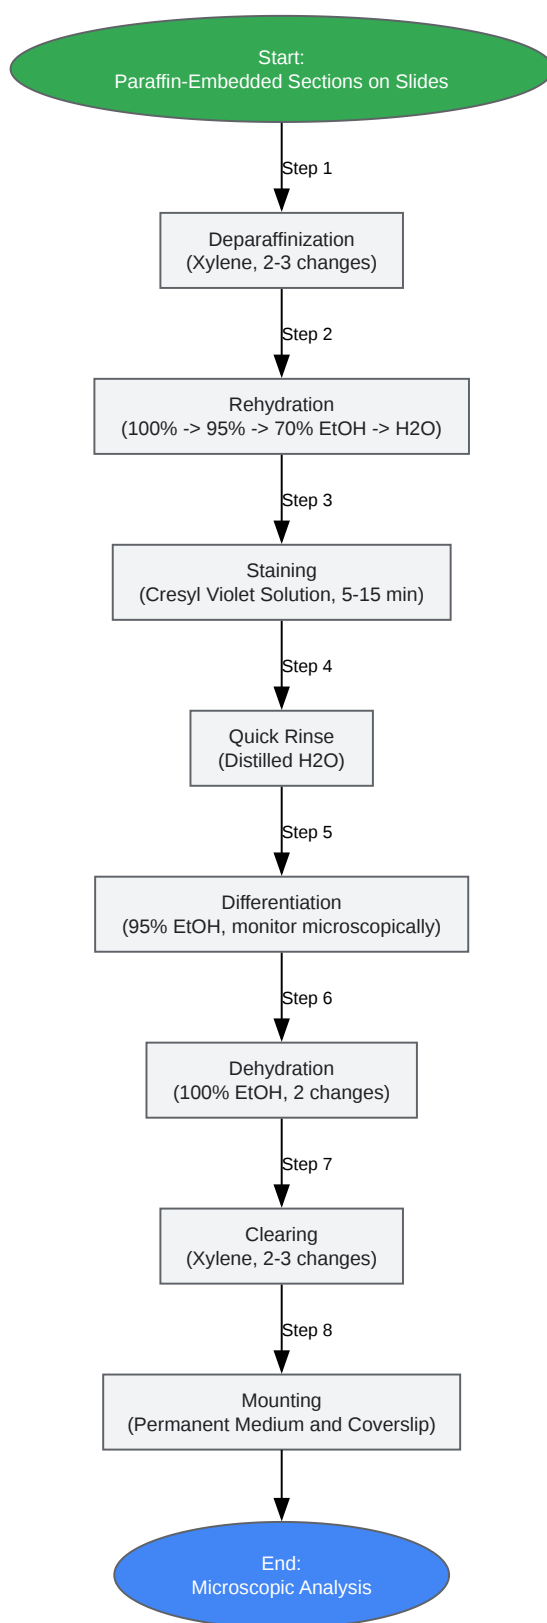 Start:
Paraffin-Embedded Sections on Slides
Step 1
Deparaffinization
(Xylene, 2-3 changes)
Step 2
Rehydration
(100% -> 95% -> 70% EtOH -> H2O)
Step 3
Staining
(Cresyl Violet Solution, 5-15 min)
Step 4
Quick Rinse
(Distilled H2O)
Step 5
Differentiation
(95% EtOH, monitor microscopically)
Step 6
Dehydration
(100% EtOH, 2 changes)
Step 7
Clearing
(Xylene, 2-3 changes)
Step 8
Mounting
(Permanent Medium and Coverslip)
End:
Microscopic Analysis